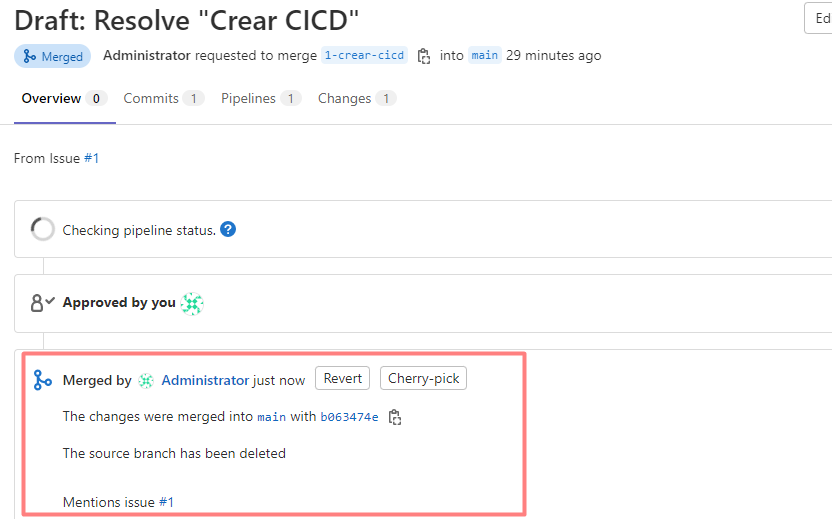 Draft: Resolve "Crear CICD"
Ed
Merged Administrator requested to merge 1-crear-cicd into main 29 minutes ago
Overview 0 Commits 1 Pipelines 1 Changes 1
From Issue #1
Checking pipeline status. ?
Approved by you
Merged by Administrator just now Revert Cherry-pick
The changes were merged into main with b063474e
The source branch has been deleted
Mentions issue #1